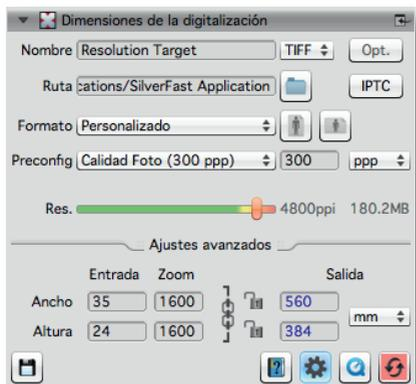 Dimensiones de la digitalización
Nombre Resolution Target TIFF Opt.
Ruta cations/SilverFast Application IPTC
Formato Personalizado
Preconfig Calidad Foto (300 ppp) 300 ppp
Res. 4800ppi 180.2MB
Ajustes avanzados
Entrada Zoom Salida
Ancho 35 1600 560
mm
Altura 24 1600 384